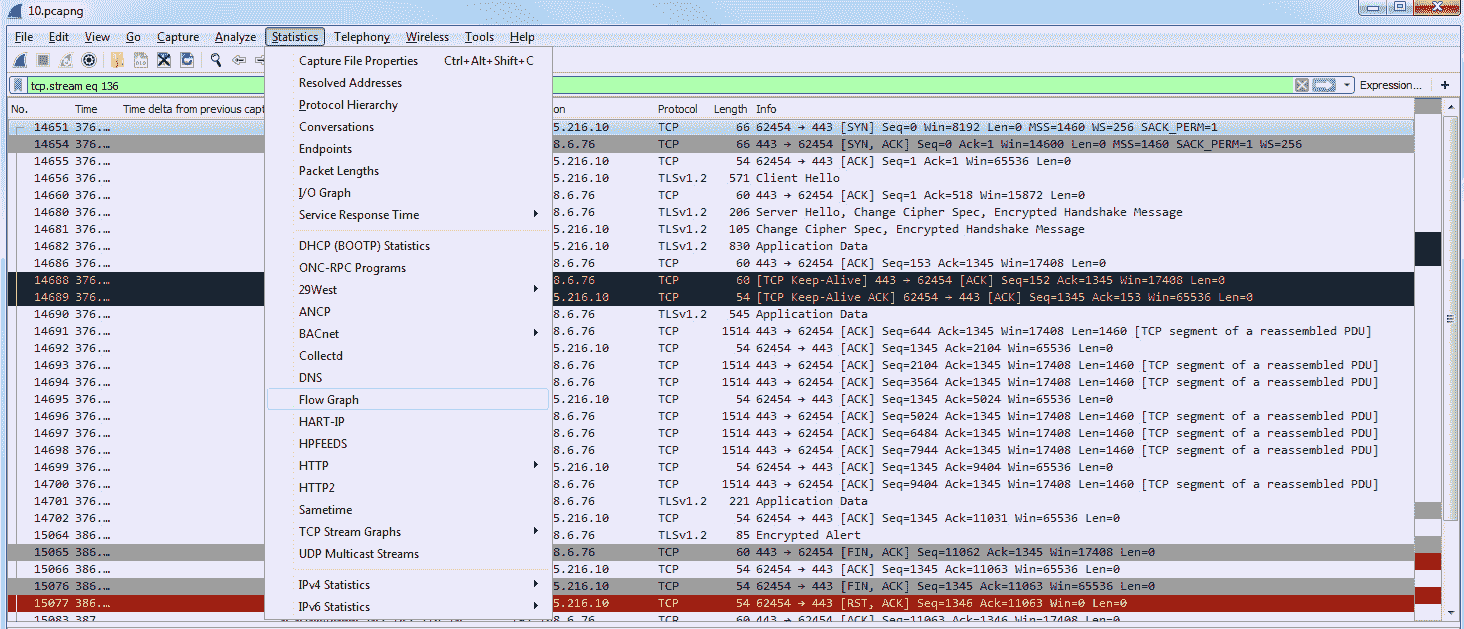 10.pcapng
File Edit View Go Capture Analyze Statistics Telephony Wireless Tools Help
tcp.stream eq 136 Expression... +
No. Time Time delta from previous capt on Protocol Length Info
Capture File Properties Ctrl+Alt+Shift+C
Resolved Addresses
Protocol Hierarchy
Conversations
Endpoints
Packet Lengths
I/O Graph
Service Response Time
DHCP (BOOTP) Statistics
ONC-RPC Programs
29West
ANCP
BACnet
Collectd
DNS
Flow Graph
HART-IP
HPFEEDS
HTTP
HTTP2
Sametime
TCP Stream Graphs
UDP Multicast Streams
IPv4 Statistics
IPv6 Statistics
14651 376.… 5.216.10 TCP 66 62454 → 443 [SYN] Seq=0 Win=8192 Len=0 MSS=1460 WS=256 SACK_PERM=1
14654 376.… 8.6.76 TCP 66 443 → 62454 [SYN, ACK] Seq=0 Ack=1 Win=14600 Len=0 MSS=1460 SACK_PERM=1 WS=256
14655 376.… 5.216.10 TCP 54 62454 → 443 [ACK] Seq=1 Ack=1 Win=65536 Len=0
14656 376.… 5.216.10 TLSv1.2 571 Client Hello
14660 376.… 8.6.76 TCP 60 443 → 62454 [ACK] Seq=1 Ack=518 Win=15872 Len=0
14680 376.… 8.6.76 TLSv1.2 206 Server Hello, Change Cipher Spec, Encrypted Handshake Message
14681 376.… 5.216.10 TLSv1.2 105 Change Cipher Spec, Encrypted Handshake Message
14682 376.… 5.216.10 TLSv1.2 830 Application Data
14686 376.… 8.6.76 TCP 60 443 → 62454 [ACK] Seq=153 Ack=1345 Win=17408 Len=0
14688 376.… 8.6.76 TCP 60 [TCP Keep-Alive] 443 → 62454 [ACK] Seq=152 Ack=1345 Win=17408 Len=0
14689 376.… 5.216.10 TCP 54 [TCP Keep-Alive ACK] 62454 → 443 [ACK] Seq=1345 Ack=153 Win=65536 Len=0
14690 376.… 8.6.76 TLSv1.2 545 Application Data
14691 376.… 8.6.76 TCP 1514 443 → 62454 [ACK] Seq=644 Ack=1345 Win=17408 Len=1460 [TCP segment of a reassembled PDU]
14692 376.… 5.216.10 TCP 54 62454 → 443 [ACK] Seq=1345 Ack=2104 Win=65536 Len=0
14693 376.… 8.6.76 TCP 1514 443 → 62454 [ACK] Seq=2104 Ack=1345 Win=17408 Len=1460 [TCP segment of a reassembled PDU]
14694 376.… 8.6.76 TCP 1514 443 → 62454 [ACK] Seq=3564 Ack=1345 Win=17408 Len=1460 [TCP segment of a reassembled PDU]
14695 376.… 5.216.10 TCP 54 62454 → 443 [ACK] Seq=1345 Ack=5024 Win=65536 Len=0
14696 376.… 8.6.76 TCP 1514 443 → 62454 [ACK] Seq=5024 Ack=1345 Win=17408 Len=1460 [TCP segment of a reassembled PDU]
14697 376.… 8.6.76 TCP 1514 443 → 62454 [ACK] Seq=6484 Ack=1345 Win=17408 Len=1460 [TCP segment of a reassembled PDU]
14698 376.… 8.6.76 TCP 1514 443 → 62454 [ACK] Seq=7944 Ack=1345 Win=17408 Len=1460 [TCP segment of a reassembled PDU]
14699 376.… 5.216.10 TCP 54 62454 → 443 [ACK] Seq=1345 Ack=9404 Win=65536 Len=0
14700 376.… 8.6.76 TCP 1514 443 → 62454 [ACK] Seq=9404 Ack=1345 Win=17408 Len=1460 [TCP segment of a reassembled PDU]
14701 376.… 8.6.76 TLSv1.2 221 Application Data
14702 376.… 5.216.10 TCP 54 62454 → 443 [ACK] Seq=1345 Ack=11031 Win=65536 Len=0
15064 386.… 8.6.76 TLSv1.2 85 Encrypted Alert
15065 386.… 8.6.76 TCP 60 443 → 62454 [FIN, ACK] Seq=11062 Ack=1345 Win=17408 Len=0
15066 386.… 5.216.10 TCP 54 62454 → 443 [ACK] Seq=1345 Ack=11063 Win=65536 Len=0
15076 386.… 5.216.10 TCP 54 62454 → 443 [FIN, ACK] Seq=1345 Ack=11063 Win=65536 Len=0
15077 386.… 5.216.10 TCP 54 62454 → 443 [RST, ACK] Seq=1346 Ack=11063 Win=0 Len=0
15083 387.… 8.6.76 TCP 60 443 → 62454 [ACK] Seq=11063 Ack=1346 Win=17408 Len=0